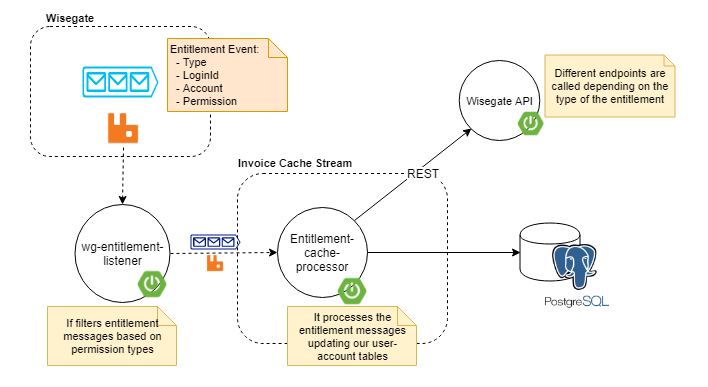 Wisegate
Entitlement Event:
- Type
- LoginId
- Account
- Permission
Different endpoints are
called depending on the
type of the entitlement
Wisegate API
Invoice Cache Stream
REST
wg-entitlement-
listener
Entitlement-
cache-
processor
PostgreSQL
If filters entitlement
messages based on
permission types
It processes the
entitlement messages
updating our user-
account tables